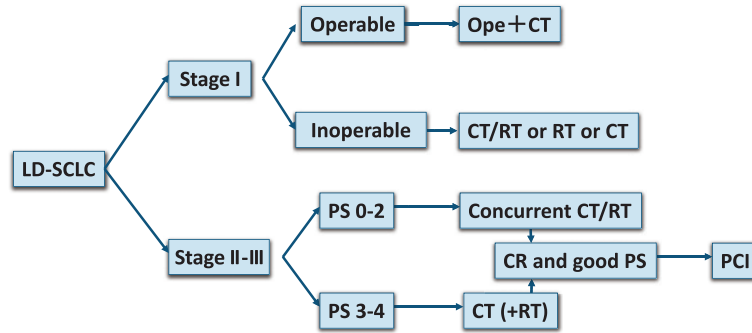 Operable
Ope＋CT
Stage I
Inoperable
CT/RT or RT or CT
LD-SCLC
PS 0-2
Concurrent CT/RT
Stage II-III
CR and good PS
PCI
PS 3-4
CT (+RT)